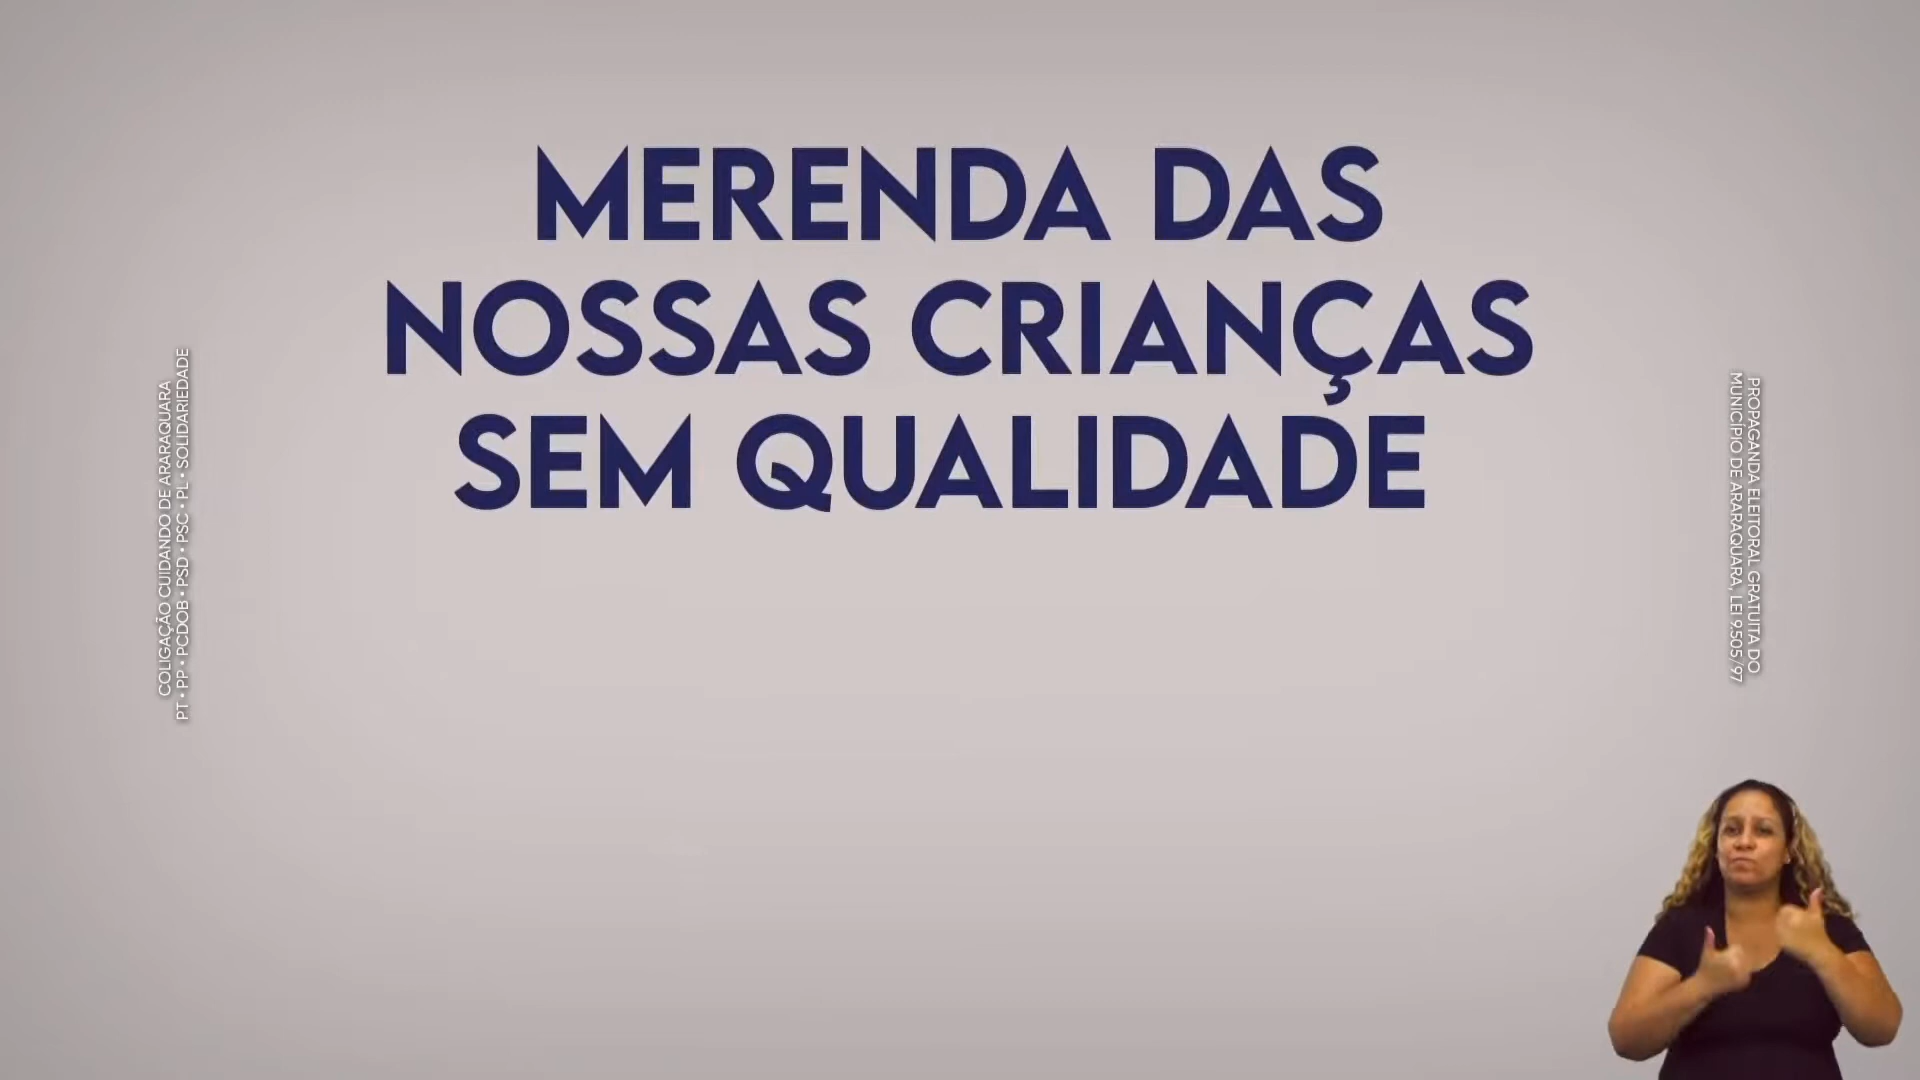 MERENDA DAS
NOSSAS CRIANÇAS
SEM QUALIDADE
COLIGAÇÃO CUIDANDO DE ARARAQUARA
PT • PP • PCDOB • PSD • PSC • PL • SOLIDARIEDADE
PROPAGANDA ELEITORAL GRATUITA DO
MUNICÍPIO DE ARARAQUARA, LEI 9.505/97